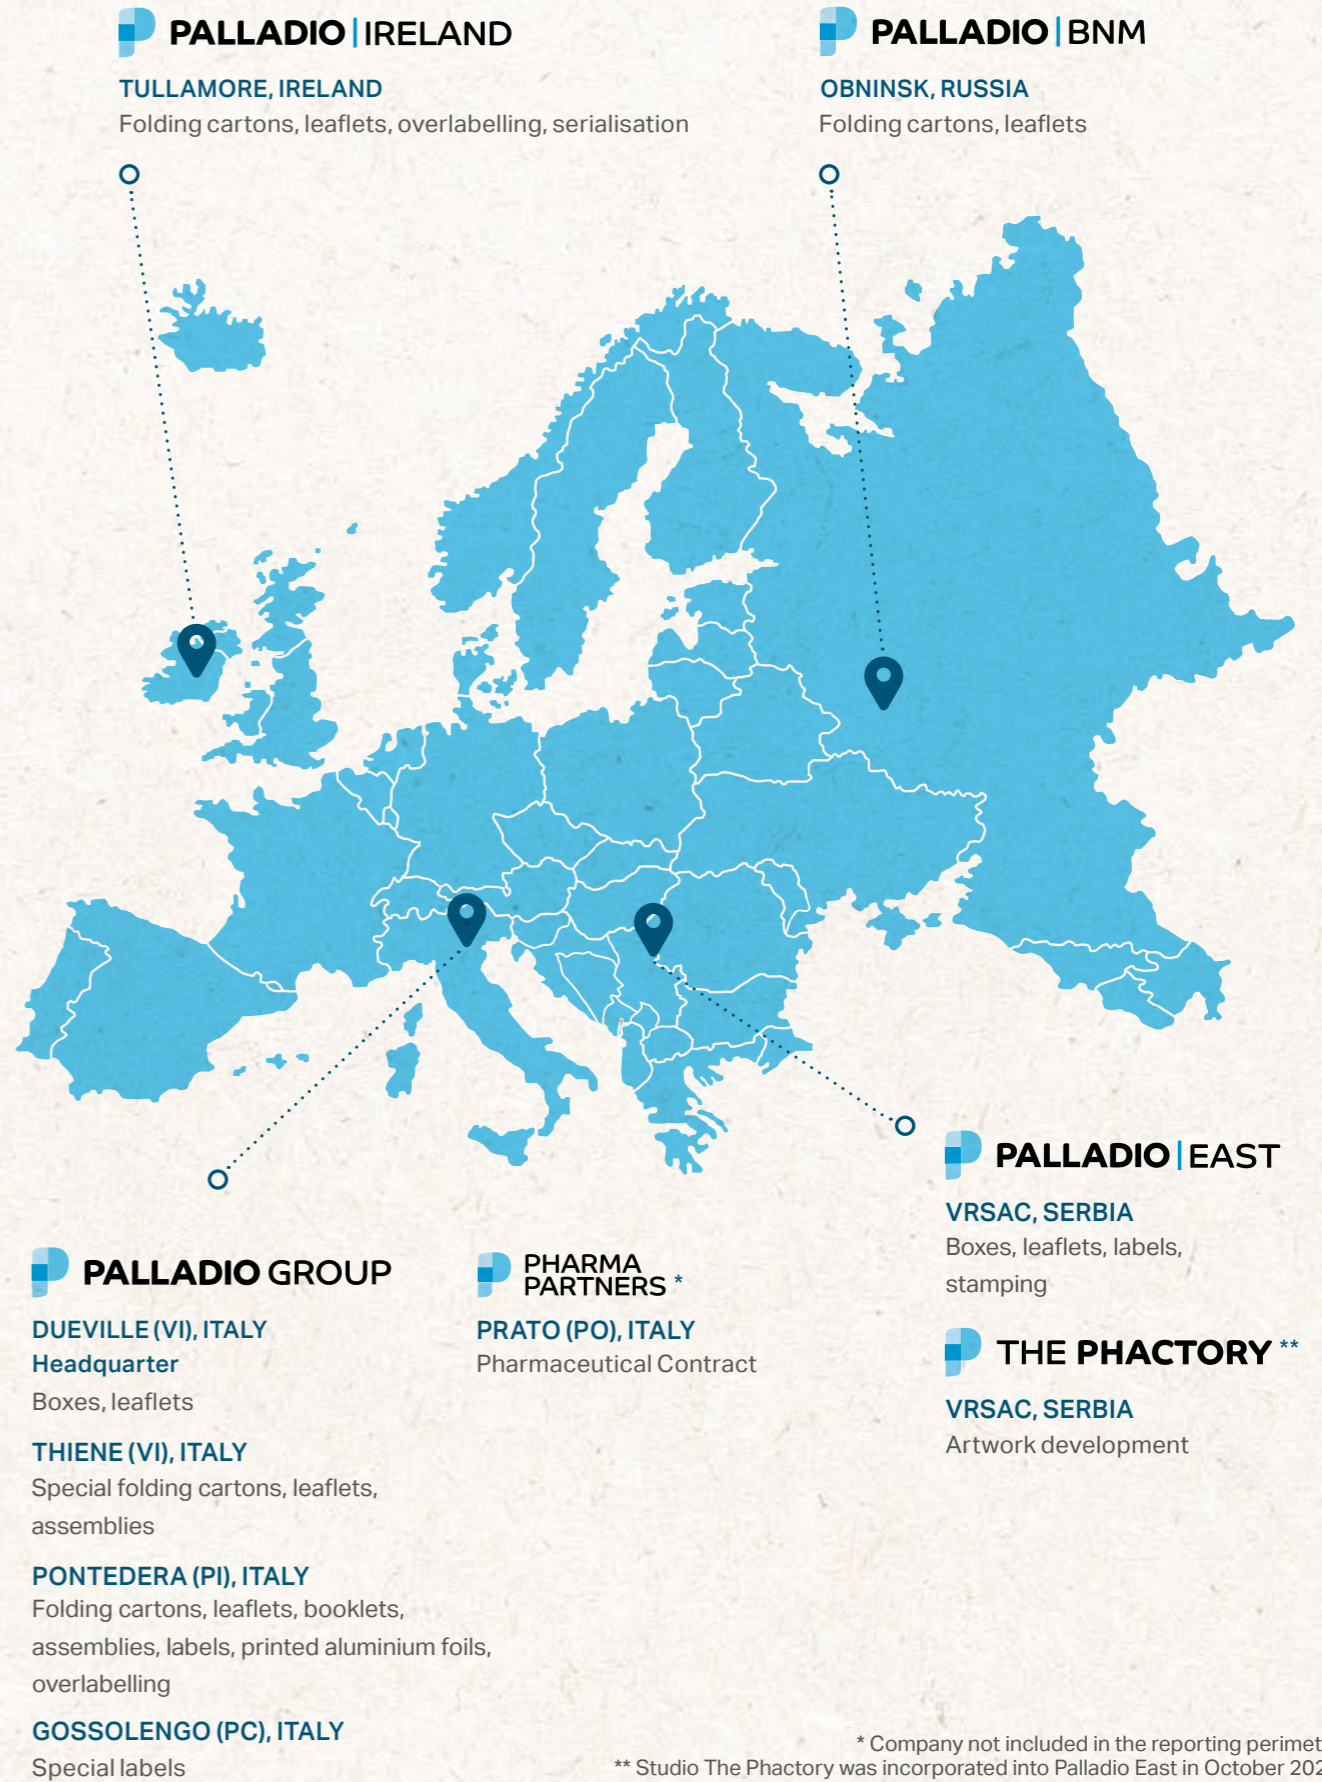 PALLADIO | IRELAND
TULLAMORE, IRELAND
Folding cartons, leaflets, overlabelling, serialisation
PALLADIO | BNM
OBNINSK, RUSSIA
Folding cartons, leaflets
PALLADIO GROUP
DUEVILLE (VI), ITALY
Headquarter
Boxes, leaflets
THIENE (VI), ITALY
Special folding cartons, leaflets,
assemblies
PONTEDERA (PI), ITALY
Folding cartons, leaflets, booklets,
assemblies, labels, printed aluminium foils,
overlabelling
GOSSOLENGO (PC), ITALY
Special labels
PHARMA
PARTNERS *
PRATO (PO), ITALY
Pharmaceutical Contract
PALLADIO | EAST
VRSAC, SERBIA
Boxes, leaflets, labels,
stamping
THE PHACTORY **
VRSAC, SERBIA
Artwork development
* Company not included in the reporting
** Studio The Phactory was incorporated into Palladio East in October